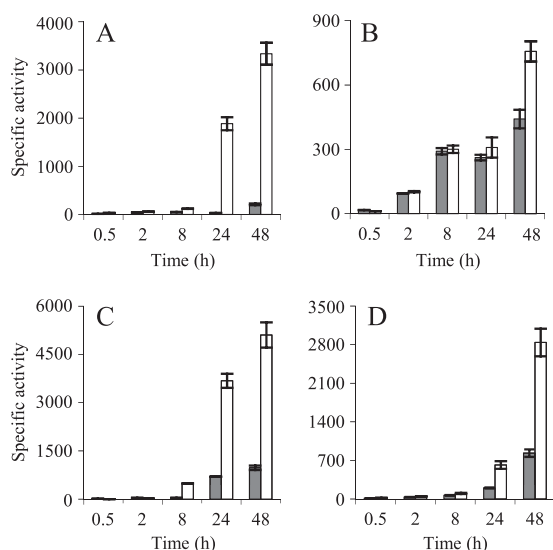 A
Specific activity
4000
3000
2000
1000
0
0.5 2 8 24 48
Time (h)
B
900
600
300
0
0.5 2 8 24 48
Time (h)
C
Specific activity
6000
4500
3000
1500
0
0.5 2 8 24 48
Time (h)
D
3500
2800
2100
1400
700
0
0.5 2 8 24 48
Time (h)